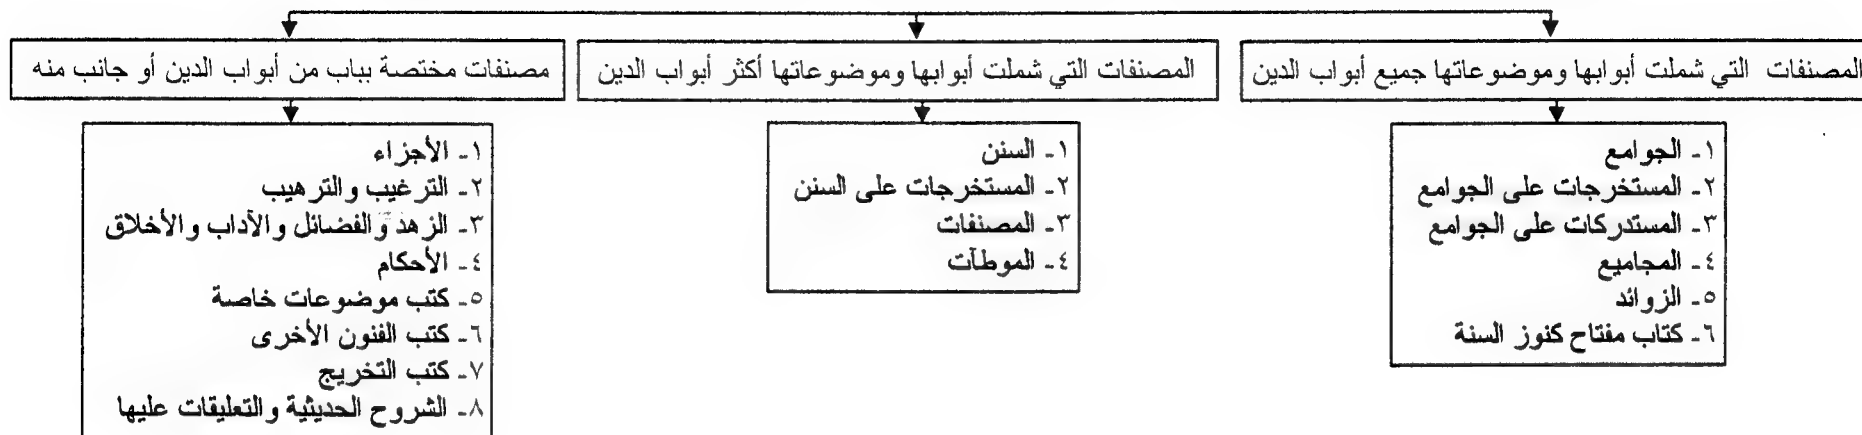 المصنفات التي شملت أبوابها وموضوعاتها جميع أبواب الدين
١- الجوامع
٢- المستخرجات على الجوامع
٣- المستدركات على الجوامع
٤- المجاميع
٥- الزوائد
٦- كتاب مفتاح كنوز السنة
المصنفات التي شملت أبوابها وموضوعاتها أكثر أبواب الدين
١- السنن
٢- المستخرجات على السنن
٣- المصنفات
٤- الموطآت
مصنفات مختصة بباب من أبواب الدين أو جانب منه
١- الأجزاء
٢- الترغيب والترهيب
٣- الزهد والفضائل والآداب والأخلاق
٤- الأحكام
٥- كتب موضوعات خاصة
٦- كتب الفنون الأخرى
٧- كتب التخريج
٨- الشروح الحديثية والتعليقات عليها